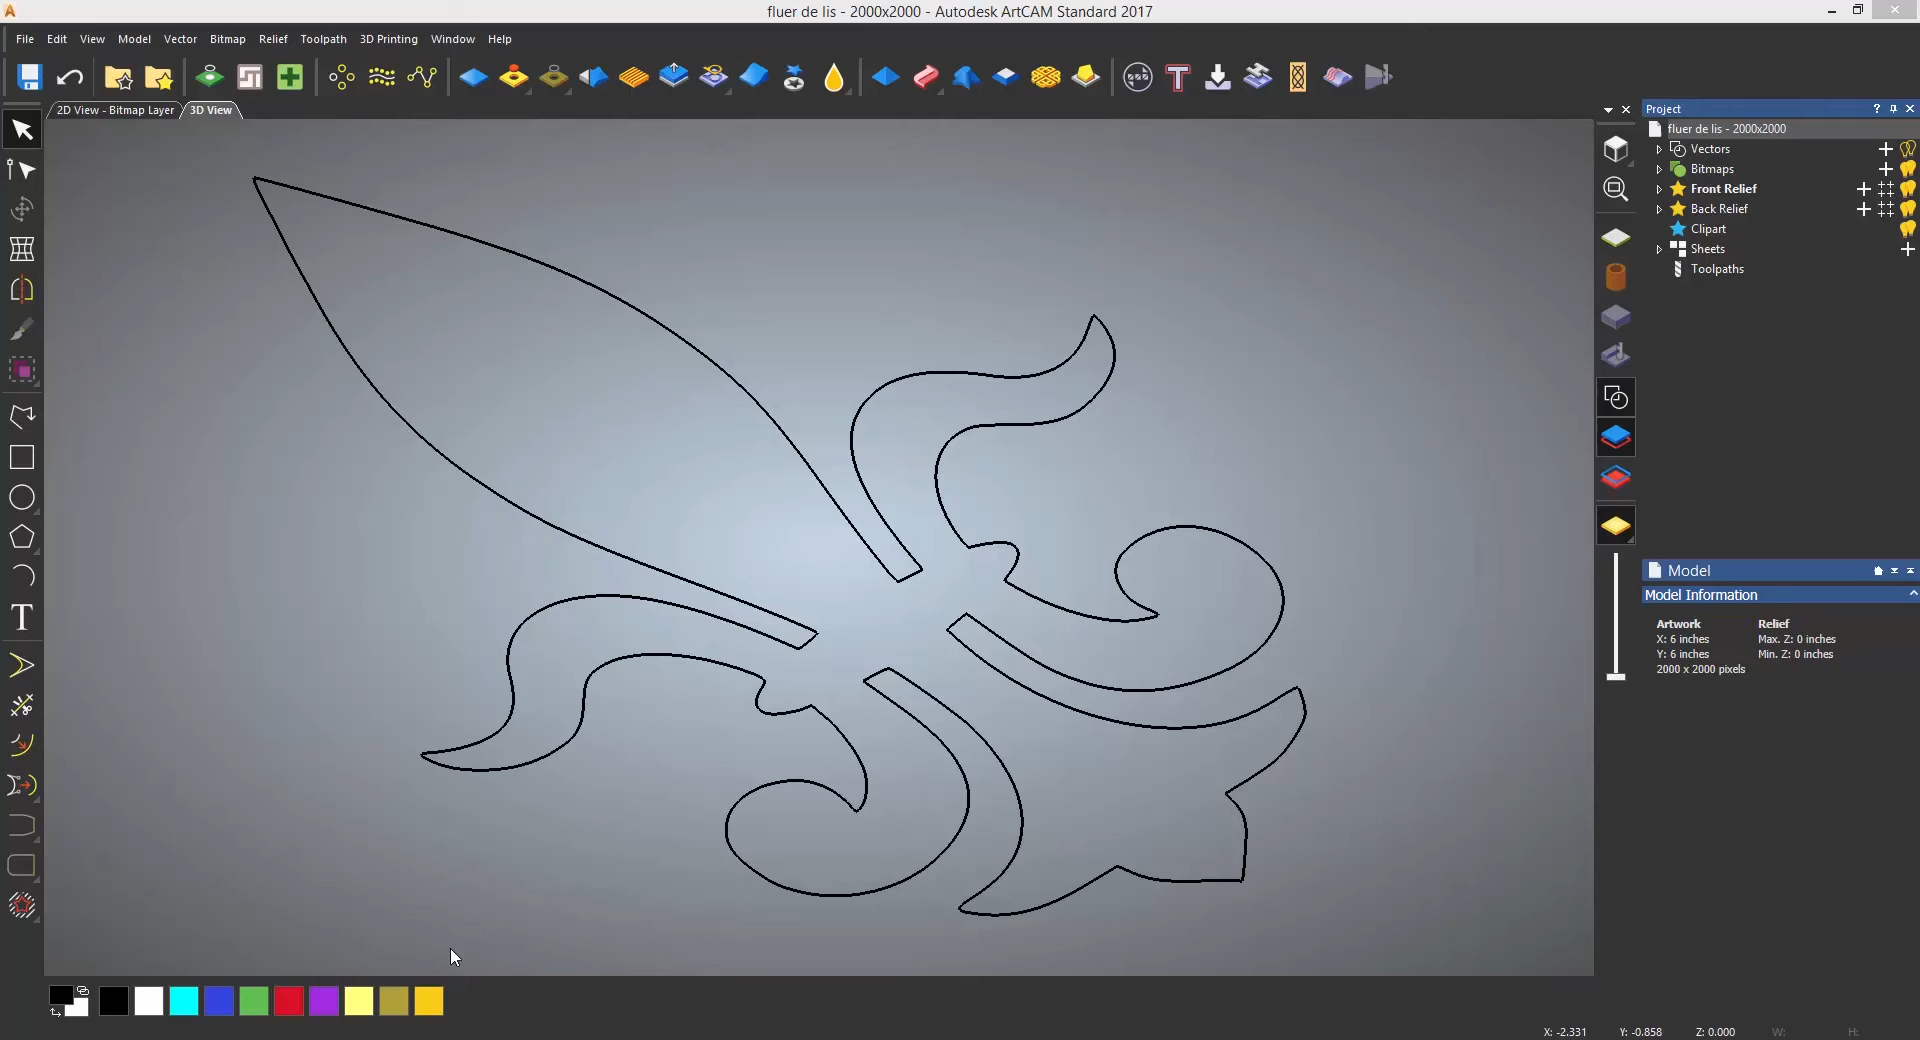 fluer de lis - 2000x2000 - Autodesk ArtCAM Standard 2017
File Edit View Model Vector Bitmap Relief Toolpath 3D Printing Window Help
2D View - Bitmap Layer 3D View
Project
fluer de lis - 2000x2000
Vectors
Bitmaps
Front Relief
Back Relief
Clipart
Sheets
Toolpaths
Model
Model Information
Artwork Relief
X: 6 inches Max. Z: 0 inches
Y: 6 inches Min. Z: 0 inches
2000 x 2000 pixels
X: -2.331 Y: -0.858 Z: 0.000 W: H: